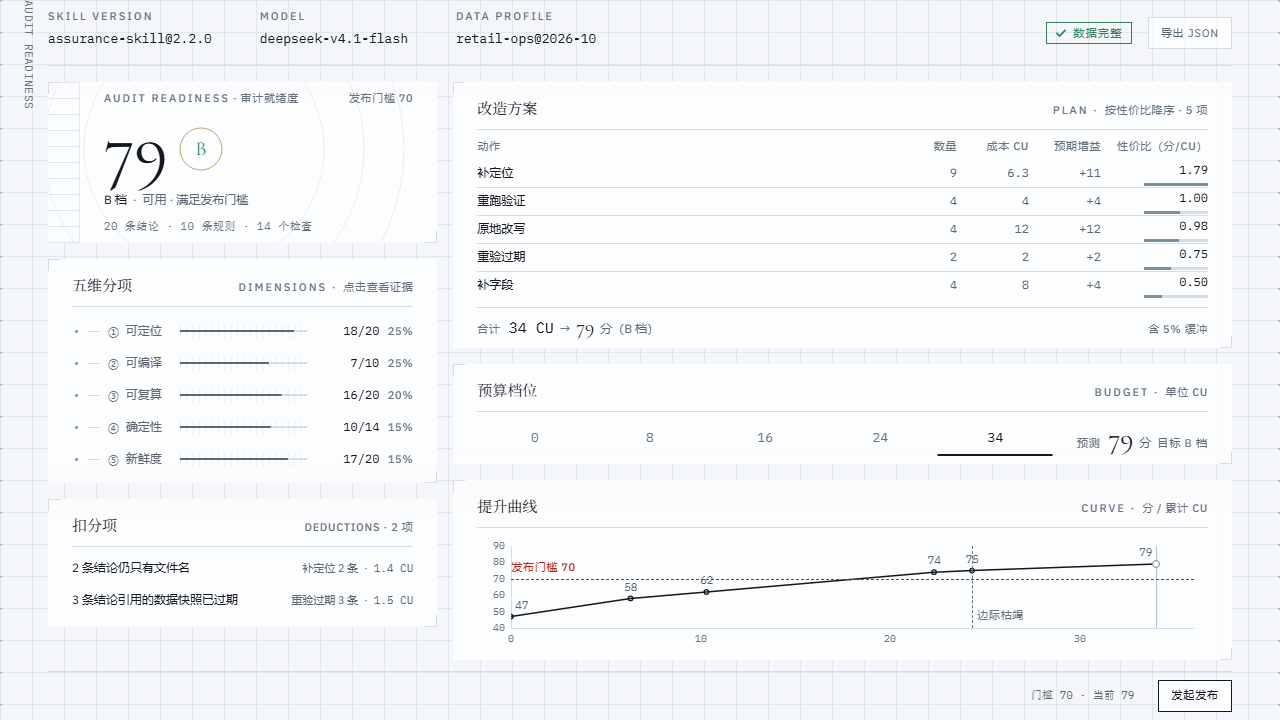 AUDIT READINESS
SKILL VERSION
assurance-skill@2.2.0
MODEL
deepseek-v4.1-flash
DATA PROFILE
retail-ops@2026-10
数据完整
导出 JSON
AUDIT READINESS · 审计就绪度
发布门槛 70
79
B
B 档 · 可用 · 满足发布门槛
20 条结论 · 10 条规则 · 14 个检查
五维分项
DIMENSIONS · 点击查看证据
① 可定位 18/20 25%
② 可编译 7/10 25%
③ 可复算 16/20 20%
④ 确定性 10/14 15%
⑤ 新鲜度 17/20 15%
扣分项
DEDUCTIONS · 2 项
2 条结论仍只有文件名 补定位 2 条 · 1.4 CU
3 条结论引用的数据快照已过期 重验过期 3 条 · 1.5 CU
改造方案
PLAN · 按性价比降序 · 5 项
动作 数量 成本 CU 预期增益 性价比（分/CU）
补定位 9 6.3 +11 1.79
重跑验证 4 4 +4 1.00
原地改写 4 12 +12 0.98
重验过期 2 2 +2 0.75
补字段 4 8 +4 0.50
合计 34 CU → 79 分（B 档）
含 5% 缓冲
预算档位
BUDGET · 单位 CU
0 8 16 24 34
预测 79 分 目标 B 档
提升曲线
CURVE · 分 / 累计 CU
90
80
70
60
50
40
发布门槛 70
47
58
62
74
75
79
边际枯竭
0 10 20 30
门槛 70 · 当前 79
发起发布